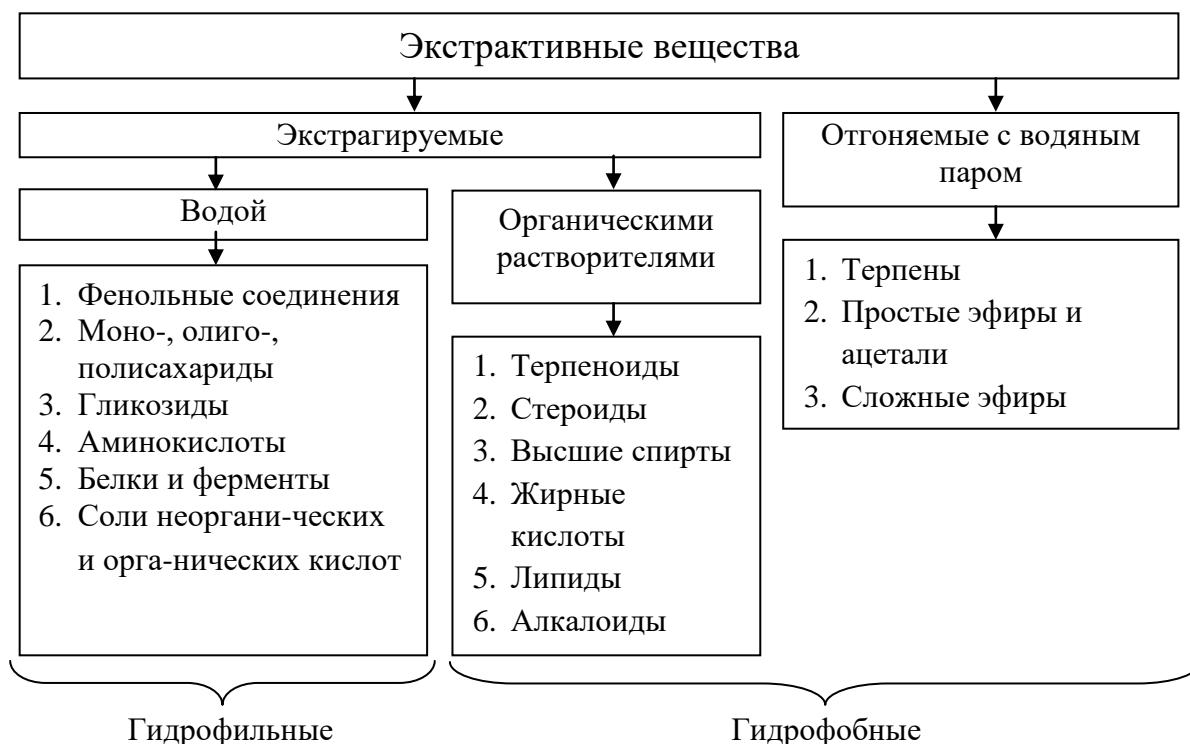 Экстрактивные вещества
Экстрагируемые
Отгоняемые с водяным
паром
Водой
Органическими
растворителями
1. Фенольные соединения
2. Моно-, олиго-,
полисахариды
3. Гликозиды
4. Аминокислоты
5. Белки и ферменты
6. Соли неоргани-ческих
и орга-нических кислот
1. Терпеноиды
2. Стероиды
3. Высшие спирты
4. Жирные
кислоты
5. Липиды
6. Алкалоиды
1. Терпены
2. Простые эфиры и
ацетали
3. Сложные эфиры
Гидрофильные
Гидрофобные